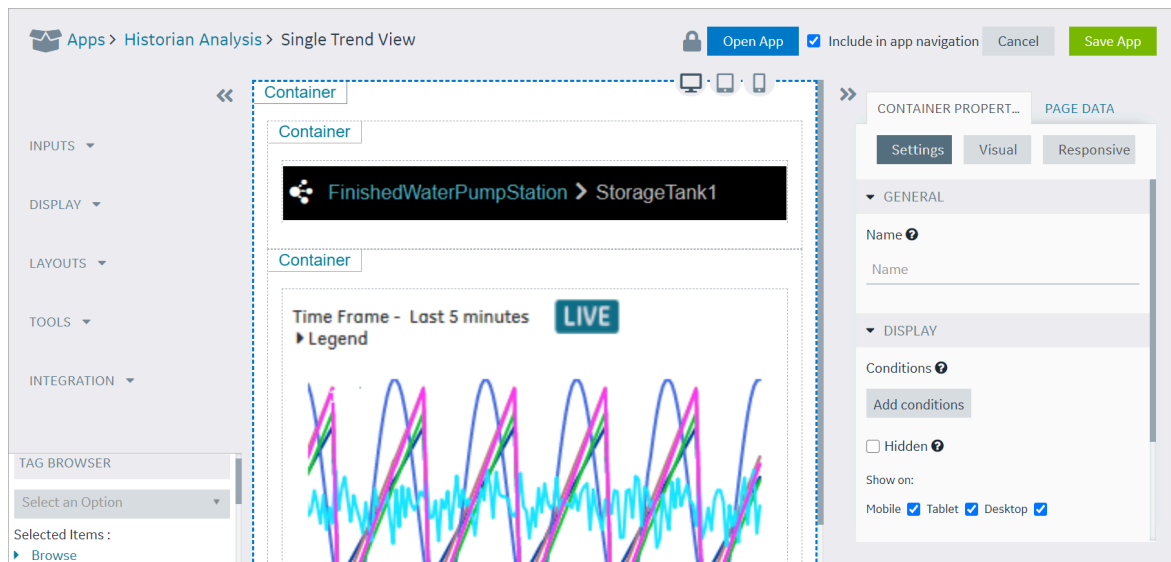 Apps > Historian Analysis > Single Trend View
Open App
Include in app navigation
Cancel
Save App
INPUTS
DISPLAY
LAYOUTS
TOOLS
INTEGRATION
TAG BROWSER
Select an Option
Selected Items :
Browse
Container
Container
FinishedWaterPumpStation > StorageTank1
Container
Time Frame - Last 5 minutes
LIVE
Legend
CONTAINER PROPERT...
PAGE DATA
Settings
Visual
Responsive
GENERAL
Name
Name
DISPLAY
Conditions
Add conditions
Hidden
Show on:
Mobile Tablet Desktop